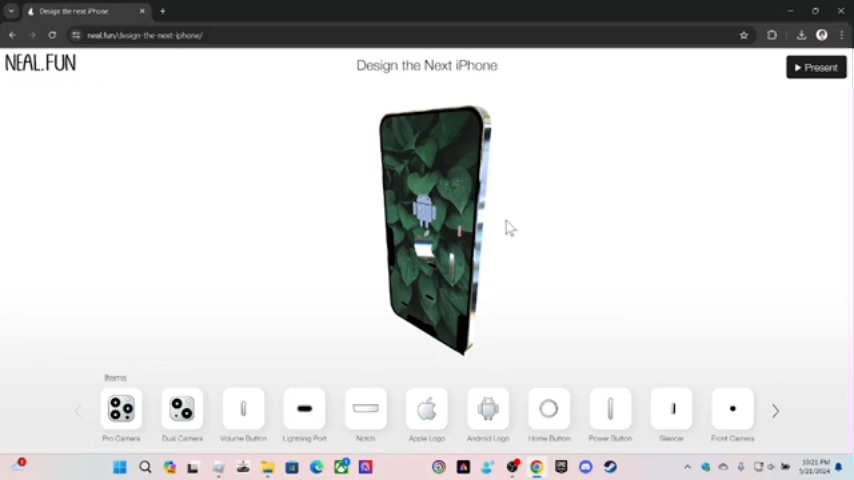 Design the next iPhone
neal.fun/design-the-next-iphone/
NEAL.FUN
Design the Next iPhone
Present
Items
Pro Camera
Dual Camera
Volume Button
Lightning Port
Notch
Apple Logo
Android Logo
Home Button
Power Button
Silencer
Front Camera
10:21 PM
5/21/2024